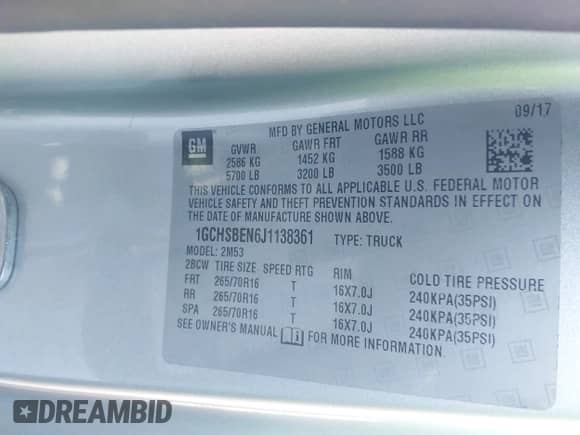 MFD BY GENERAL MOTORS LLC 09/17
GM GVWR GAWR FRT GAWR RR
2586 KG 1452 KG 1588 KG
5700 LB 3200 LB 3500 LB
THIS VEHICLE CONFORMS TO ALL APPLICABLE U.S. FEDERAL MOTOR
VEHICLE SAFETY AND THEFT PREVENTION STANDARDS IN EFFECT ON
THE DATE OF MANUFACTURE SHOWN ABOVE.
1GCHSBEN6J1138361 TYPE: TRUCK
MODEL: 2M53
2BCW TIRE SIZE SPEED RTG RIM COLD TIRE PRESSURE
FRT 265/70R16 T 16X7.0J 240KPA(35PSI)
RR 265/70R16 T 16X7.0J 240KPA(35PSI)
SPA 265/70R16 T 16X7.0J 240KPA(35PSI)
SEE OWNER'S MANUAL FOR MORE INFORMATION.
DREAMBID